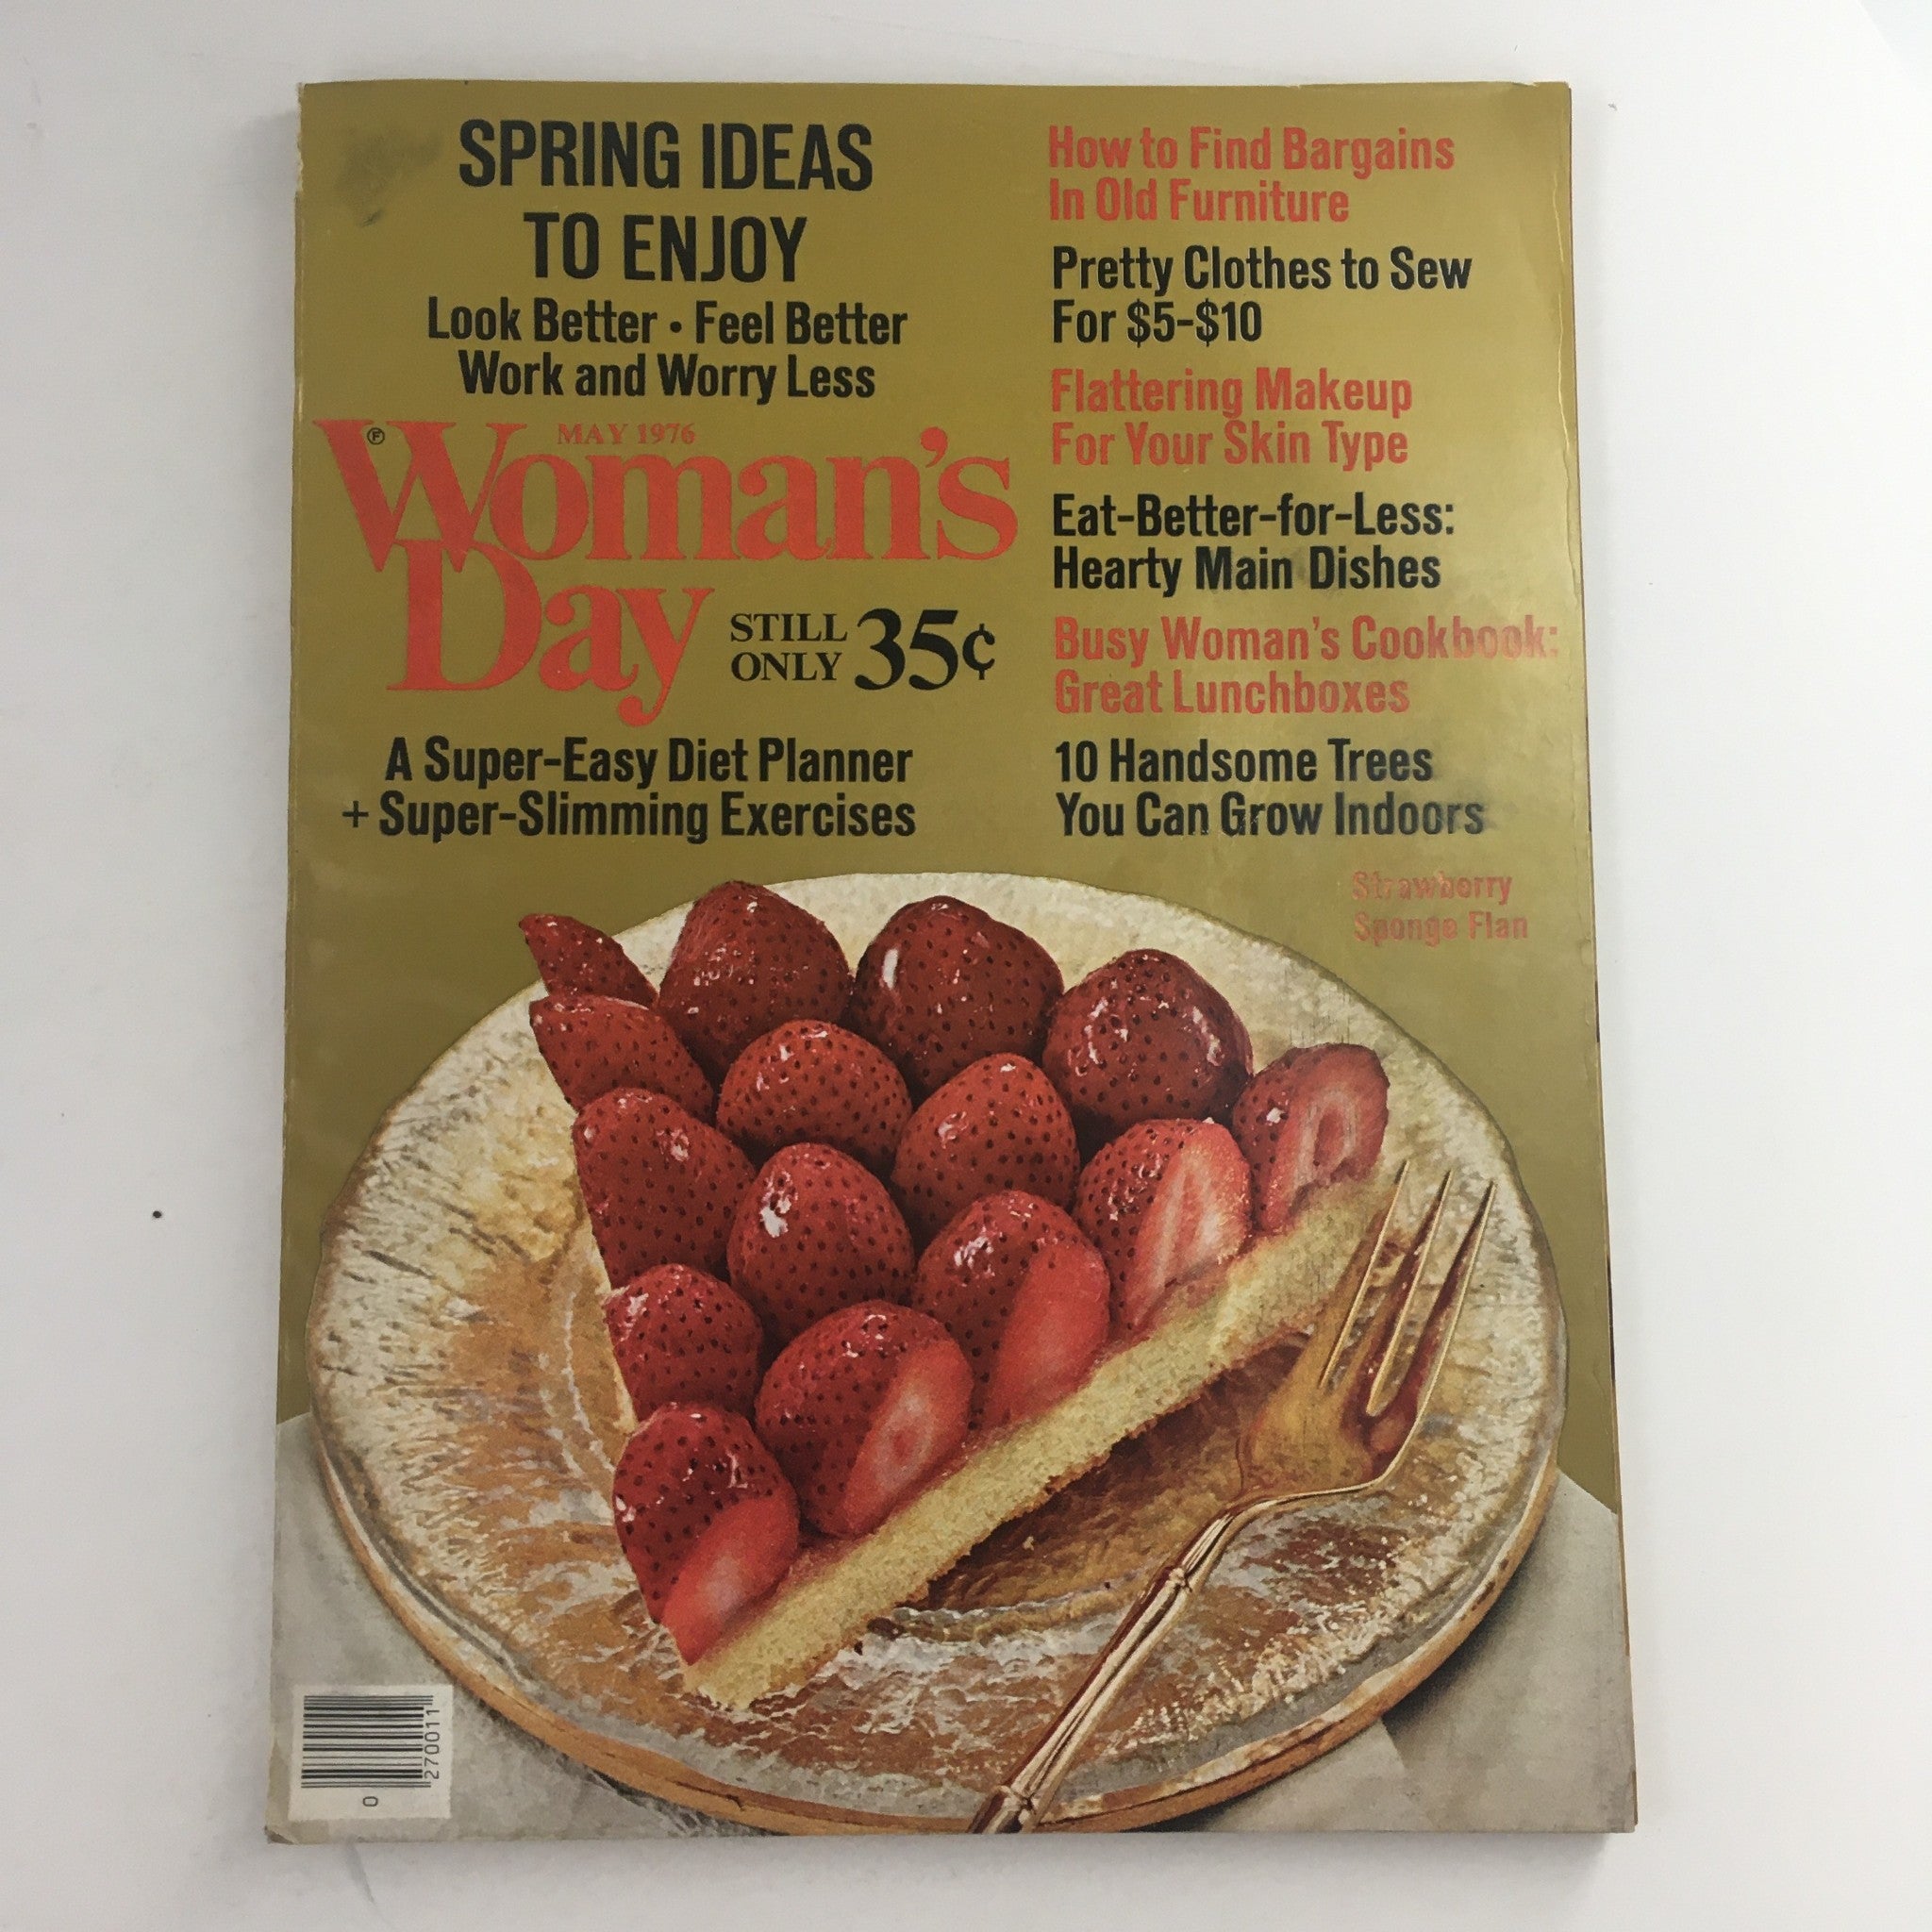 SPRING IDEAS
TO ENJOY
Look Better • Feel Better
Work and Worry Less
MAY 1976
Ⓕ
Woman's
Day
STILL
ONLY 35¢
A Super-Easy Diet Planner
+ Super-Slimming Exercises
How to Find Bargains
In Old Furniture
Pretty Clothes to Sew
For $5-$10
Flattering Makeup
For Your Skin Type
Eat-Better-for-Less:
Hearty Main Dishes
Busy Woman's Cookbook:
Great Lunchboxes
10 Handsome Trees
You Can Grow Indoors
Strawberry
Sponge Flan
0
270011